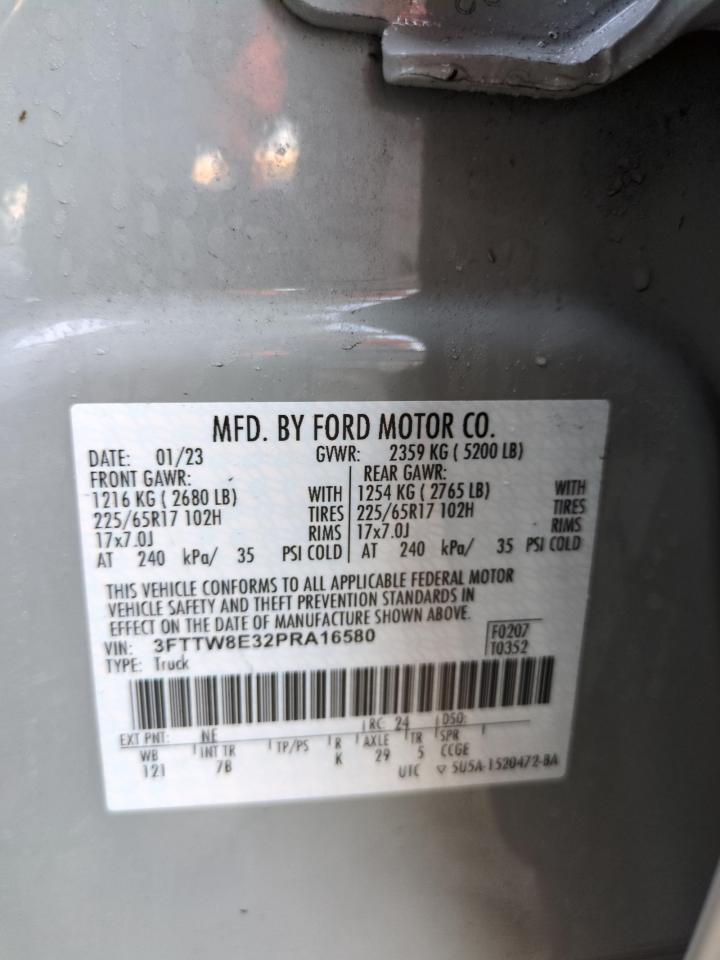 MFD. BY FORD MOTOR CO.
DATE: 01/23 GVWR: 2359 KG ( 5200 LB)
FRONT GAWR: REAR GAWR:
1216 KG ( 2680 LB) WITH 1254 KG ( 2765 LB) WITH
225/65R17 102H TIRES 225/65R17 102H TIRES
17x7.0J RIMS 17x7.0J RIMS
AT 240 kPa/ 35 PSI COLD AT 240 kPa/ 35 PSI COLD
THIS VEHICLE CONFORMS TO ALL APPLICABLE FEDERAL MOTOR
VEHICLE SAFETY AND THEFT PREVENTION STANDARDS IN
EFFECT ON THE DATE OF MANUFACTURE SHOWN ABOVE.
VIN: 3FTTW8E32PRA16580 F0207
TYPE: Truck T0352
EXT PNT: NE RC: 24 DSO:
WB INT TR TP/PS R AXLE TR SPR
121 7B K 29 5 CCGE
UTC ▽ 5U5A-1520472-BA